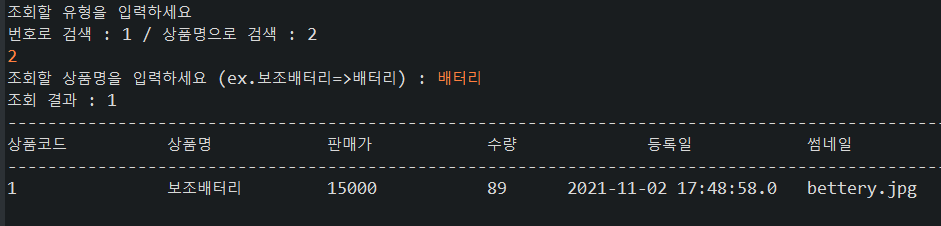 조회할 유형을 입력하세요
번호로 검색 : 1 / 상품명으로 검색 : 2
2
조회할 상품명을 입력하세요 (ex.보조배터리=>배터리) : 배터리
조회 결과 : 1
--------------------------------------------------------------------------------------------
상품코드 상품명 판매가 수량 등록일 썸네일
--------------------------------------------------------------------------------------------
1 보조배터리 15000 89 2021-11-02 17:48:58.0 bettery.jpg